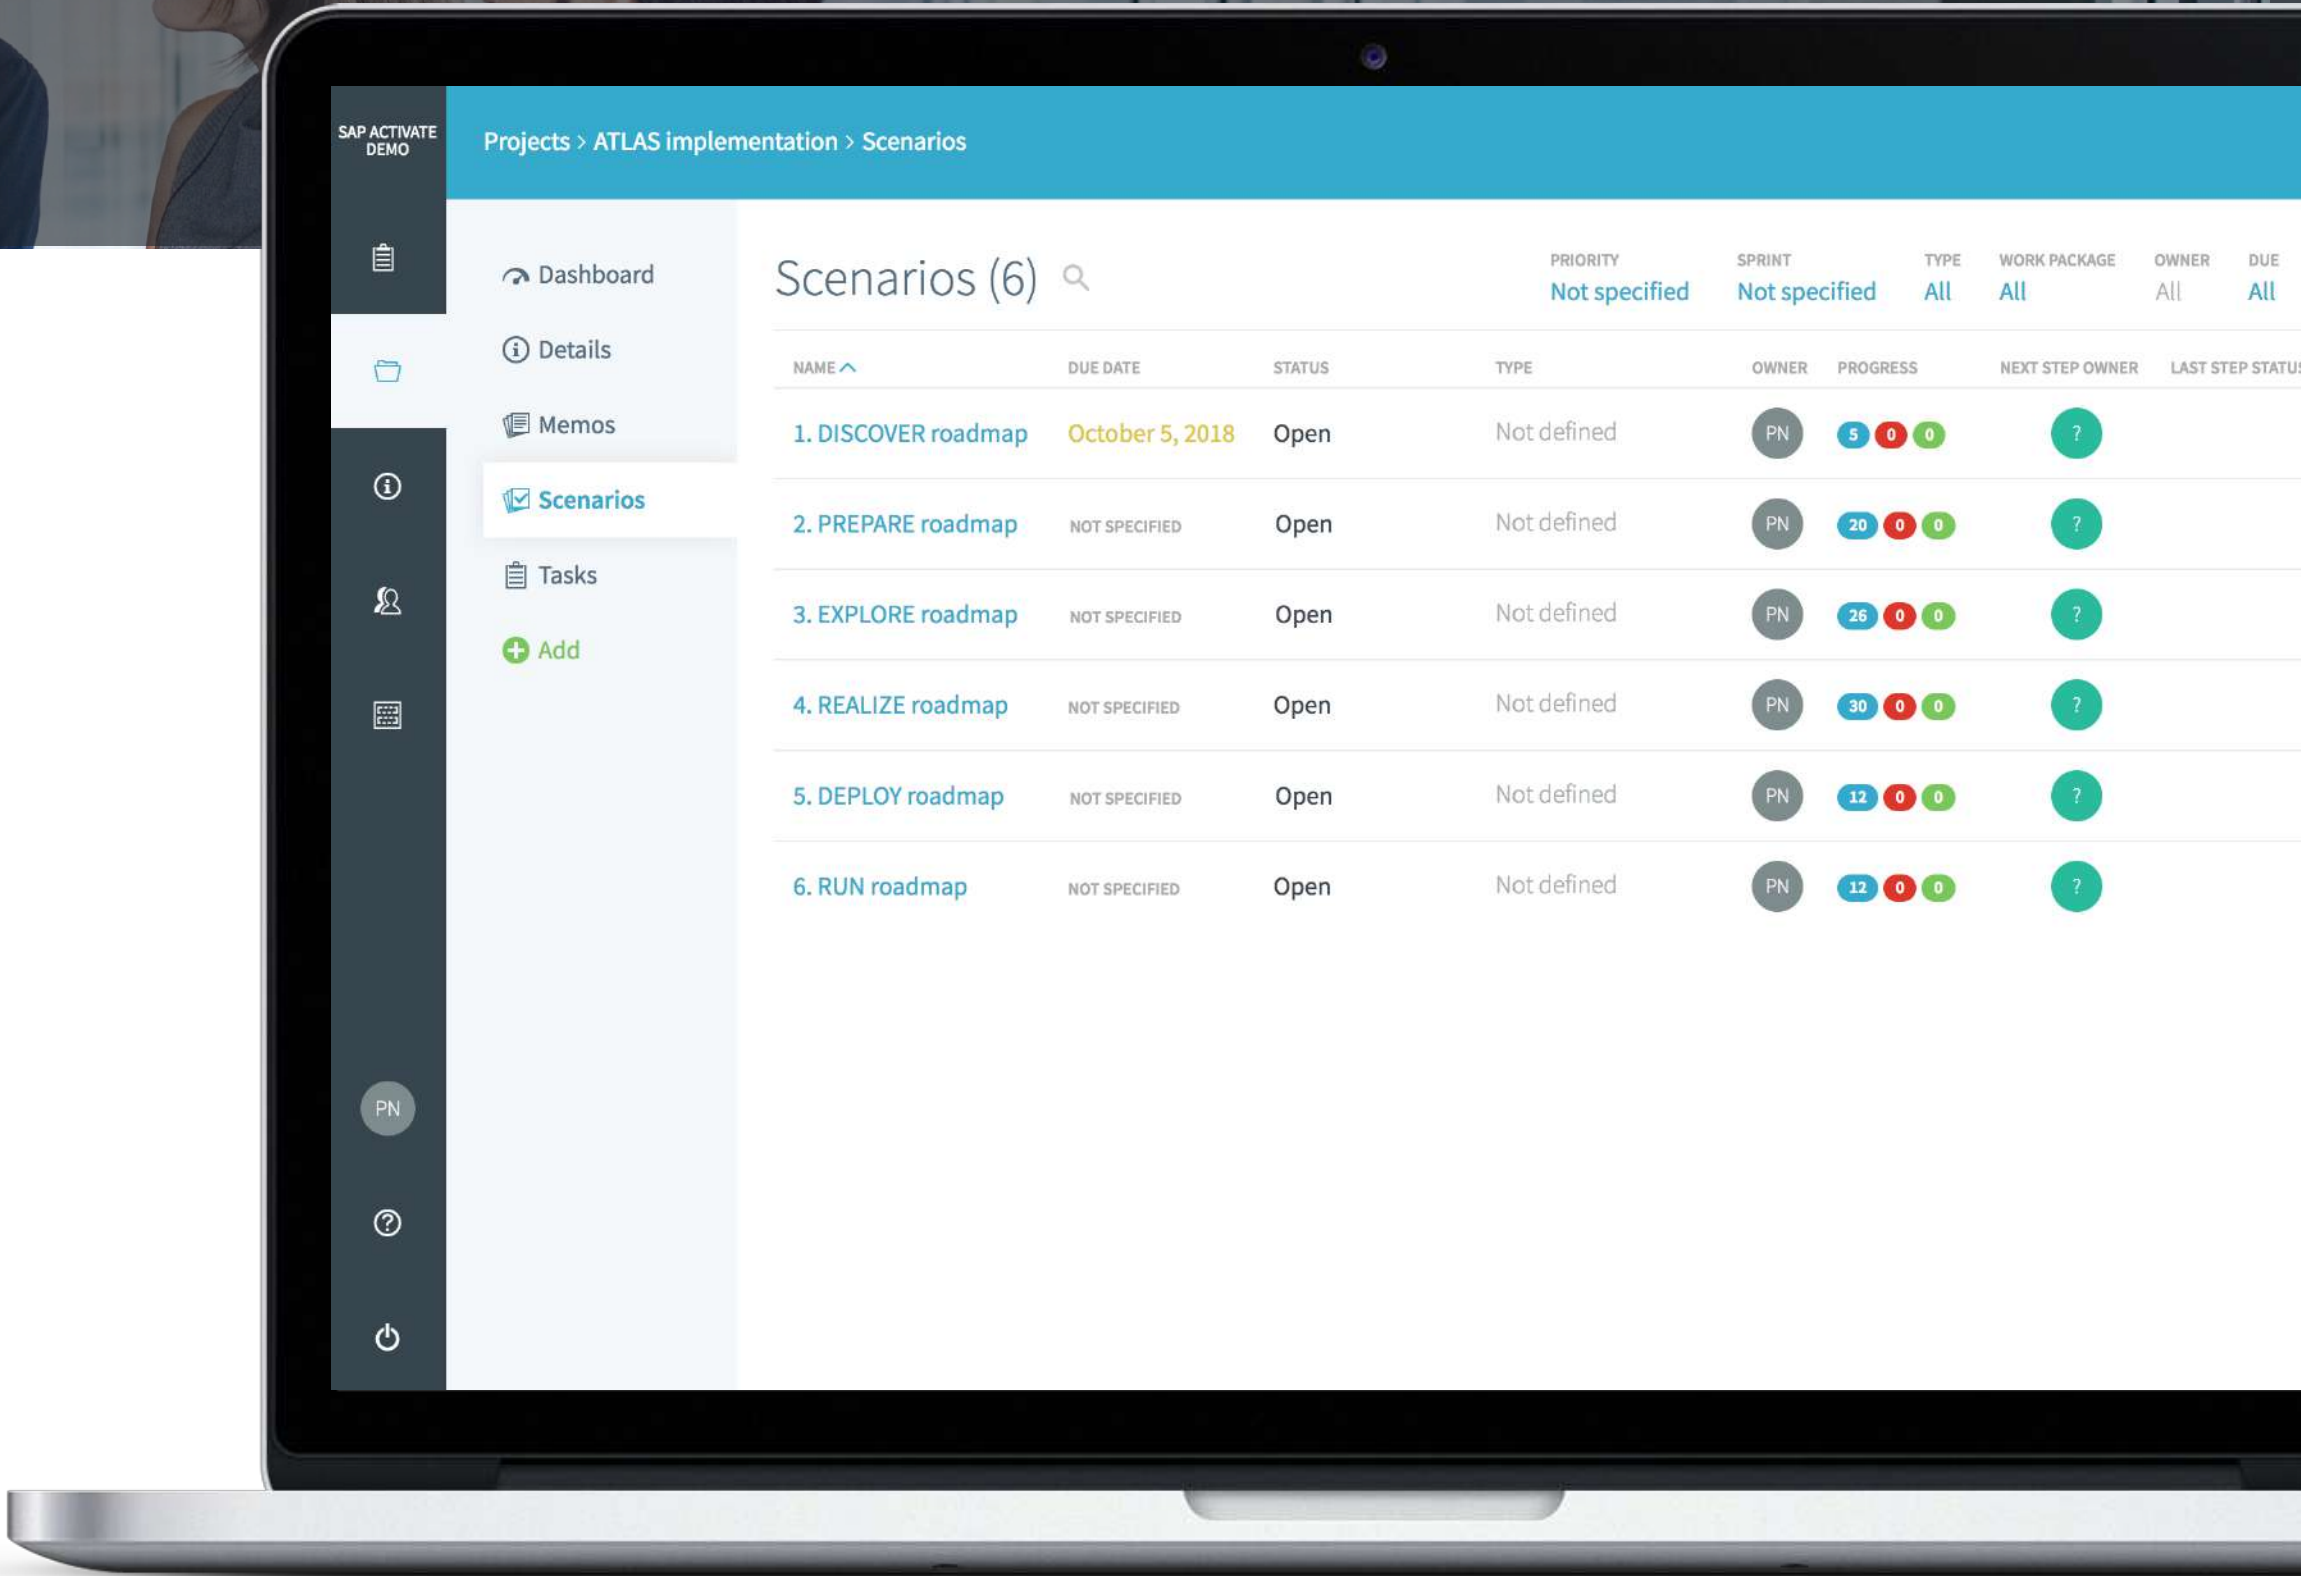 SAP ACTIVATE
DEMO
Projects > ATLAS implementation > Scenarios
Dashboard
Details
Memos
Scenarios
Tasks
Add
PN
Scenarios (6)
PRIORITY SPRINT TYPE WORK PACKAGE OWNER DUE
Not specified Not specified All All All All
NAME DUE DATE STATUS TYPE OWNER PROGRESS NEXT STEP OWNER LAST STEP STATUS
1. DISCOVER roadmap October 5, 2018 Open Not defined PN 5 0 0 ?
2. PREPARE roadmap NOT SPECIFIED Open Not defined PN 20 0 0 ?
3. EXPLORE roadmap NOT SPECIFIED Open Not defined PN 26 0 0 ?
4. REALIZE roadmap NOT SPECIFIED Open Not defined PN 30 0 0 ?
5. DEPLOY roadmap NOT SPECIFIED Open Not defined PN 12 0 0 ?
6. RUN roadmap NOT SPECIFIED Open Not defined PN 12 0 0 ?